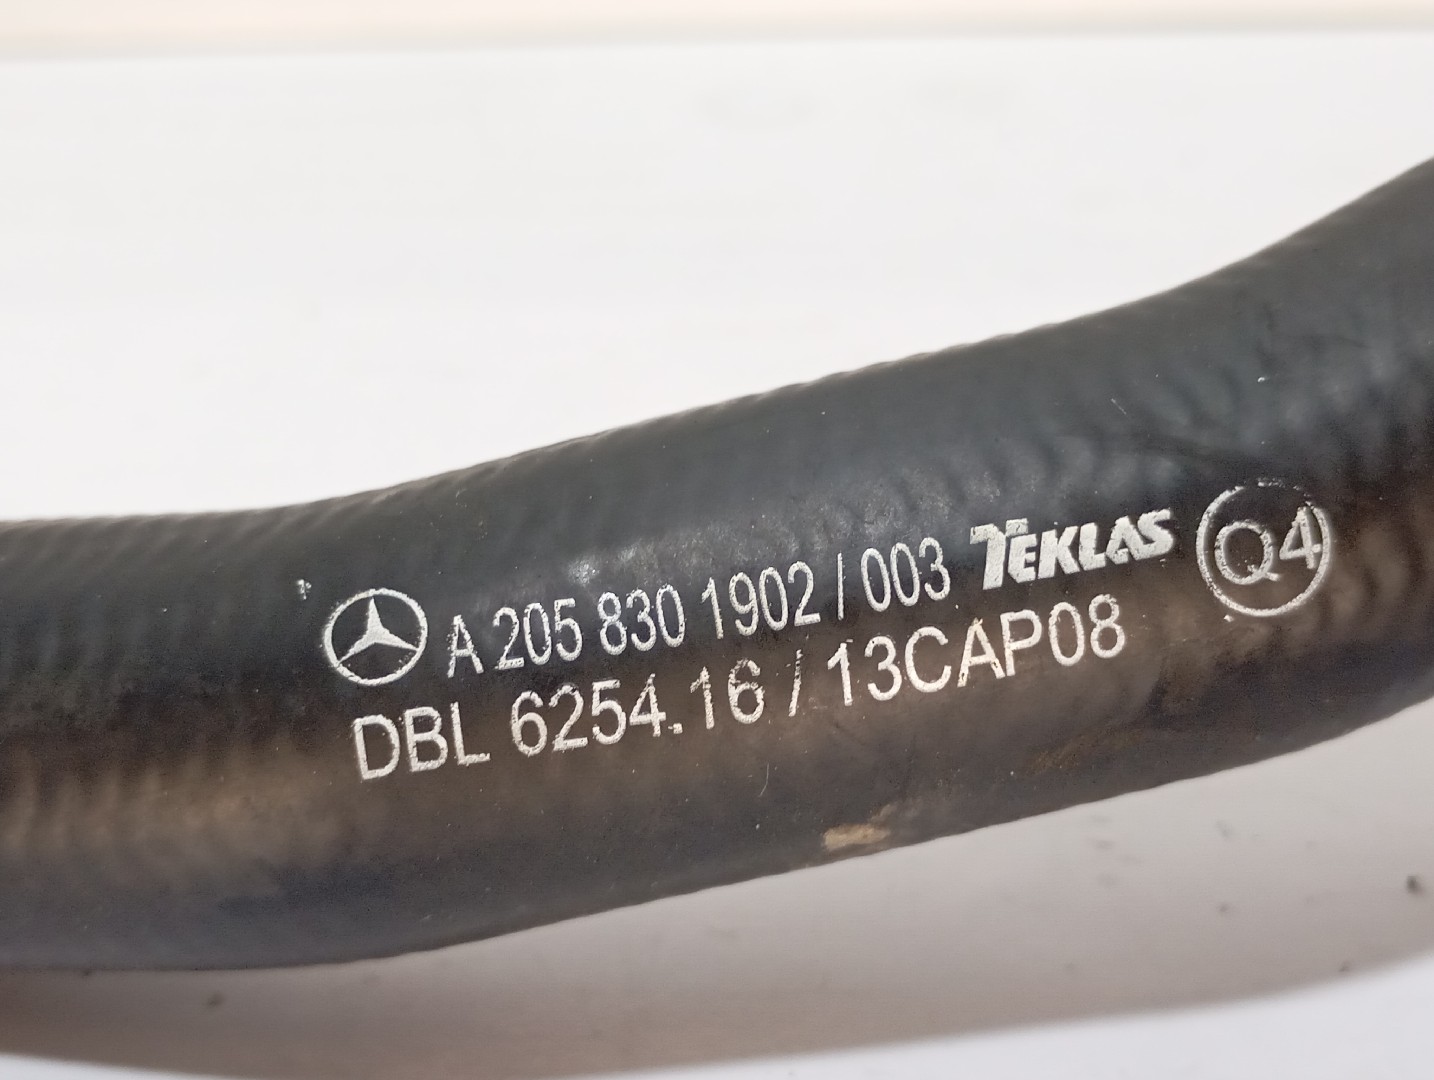 A 205 830 1902 / 003 TEKLAS Q4
DBL 6254.16 / 13CAP08